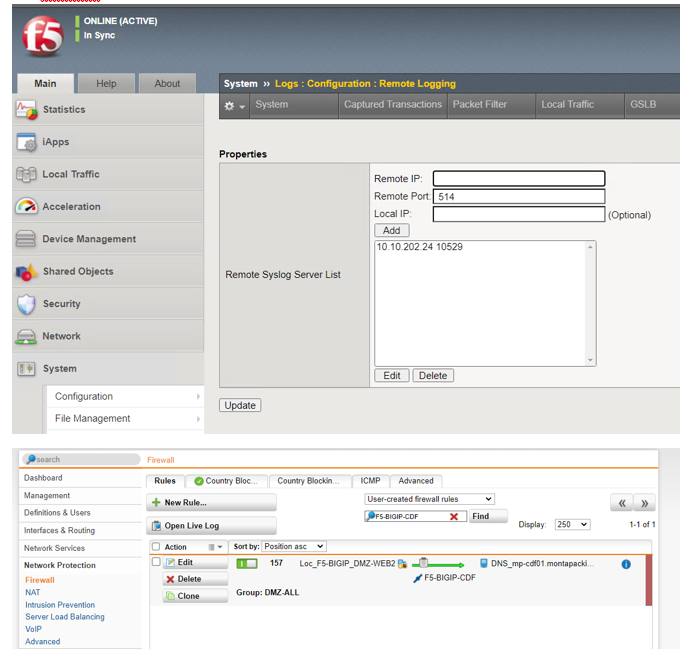 f5
ONLINE (ACTIVE)
In Sync
Main Help About
System ›› Logs : Configuration : Remote Logging
System Captured Transactions Packet Filter Local Traffic GSLB
Statistics
iApps
Local Traffic
Acceleration
Device Management
Shared Objects
Security
Network
System
Configuration
File Management
Properties
Remote Syslog Server List
Remote IP:
Remote Port: 514
Local IP: (Optional)
Add
10.10.202.24 10529
Edit Delete
Update
search
Dashboard
Management
Definitions & Users
Interfaces & Routing
Network Services
Network Protection
Firewall
NAT
Intrusion Prevention
Server Load Balancing
VoIP
Advanced
Firewall
Rules Country Bloc... Country Blockin... ICMP Advanced
New Rule...
User-created firewall rules
F5-BIGIP-CDF Find
Open Live Log
Display: 250 1-1 of 1
Action Sort by: Position asc
Edit 157 Loc_F5-BIGIP_DMZ-WEB2 DNS_mp-cdf01.montapacki...
Delete F5-BIGIP-CDF
Clone Group: DMZ-ALL